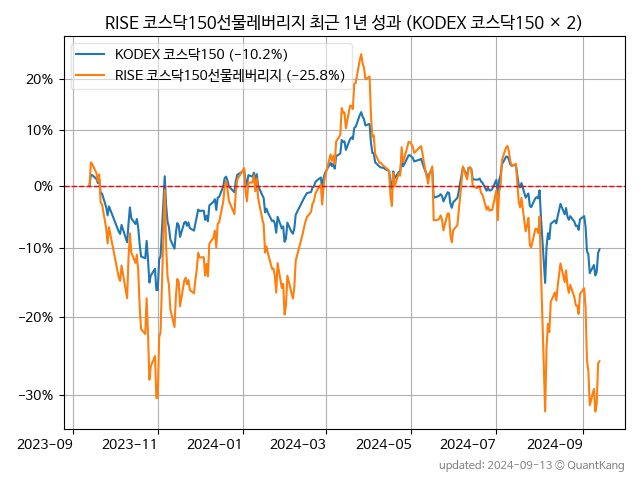 RISE 코스닥150선물레버리지 최근 1년 성과 (KODEX 코스닥150 × 2)
KODEX 코스닥150 (-10.2%)
RISE 코스닥150선물레버리지 (-25.8%)
20%
10%
0%
-10%
-20%
-30%
2023-09 2023-11 2024-01 2024-03 2024-05 2024-07 2024-09
updated: 2024-09-13 © QuantKang